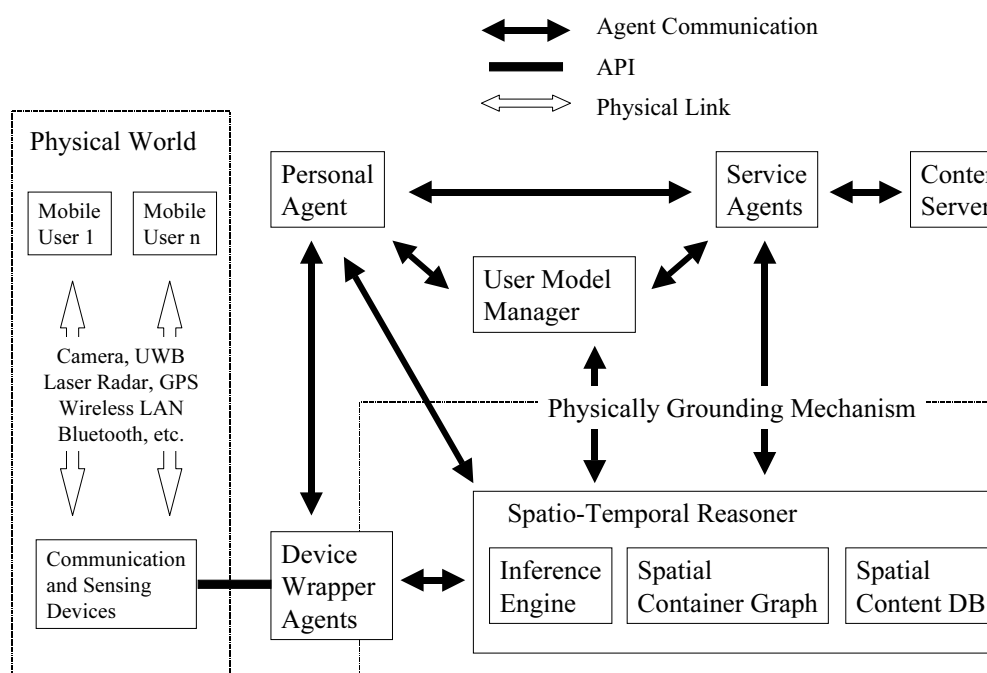 Agent Communication
API
Physical Link
Physical World
Mobile
User 1
Mobile
User n
Camera, UWB
Laser Radar, GPS
Wireless LAN
Bluetooth, etc.
Communication
and Sensing
Devices
Personal
Agent
Service
Agents
Conte
Server
User Model
Manager
Physically Grounding Mechanism
Device
Wrapper
Agents
Spatio-Temporal Reasoner
Inference
Engine
Spatial
Container Graph
Spatial
Content DB